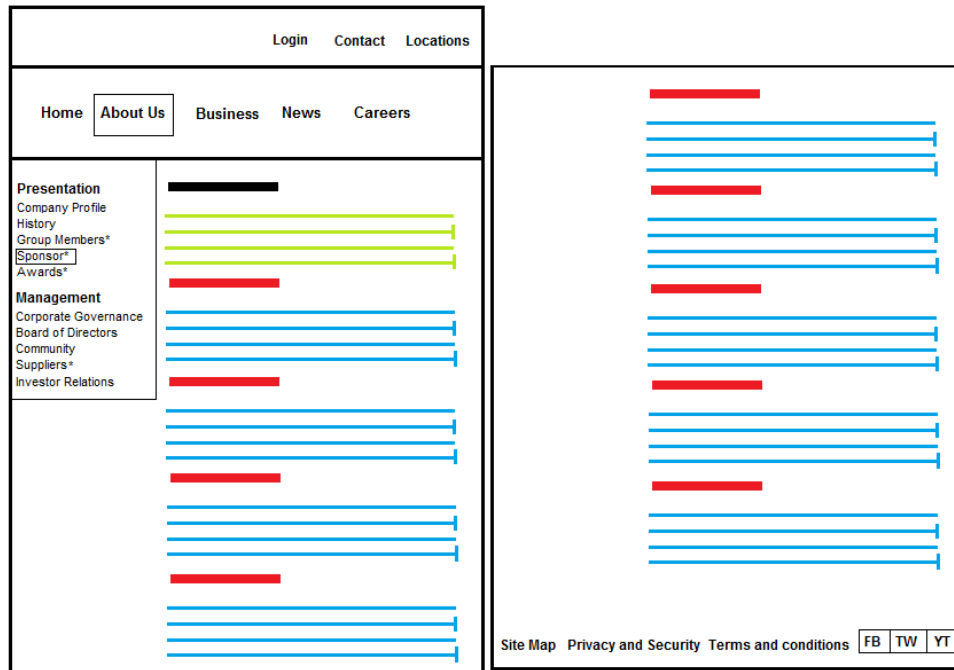 Login Contact Locations
Home About Us Business News Careers
Presentation
Company Profile
History
Group Members*
Sponsor*
Awards*
Management
Corporate Governance
Board of Directors
Community
Suppliers*
Investor Relations
Site Map Privacy and Security Terms and conditions FB TW YT